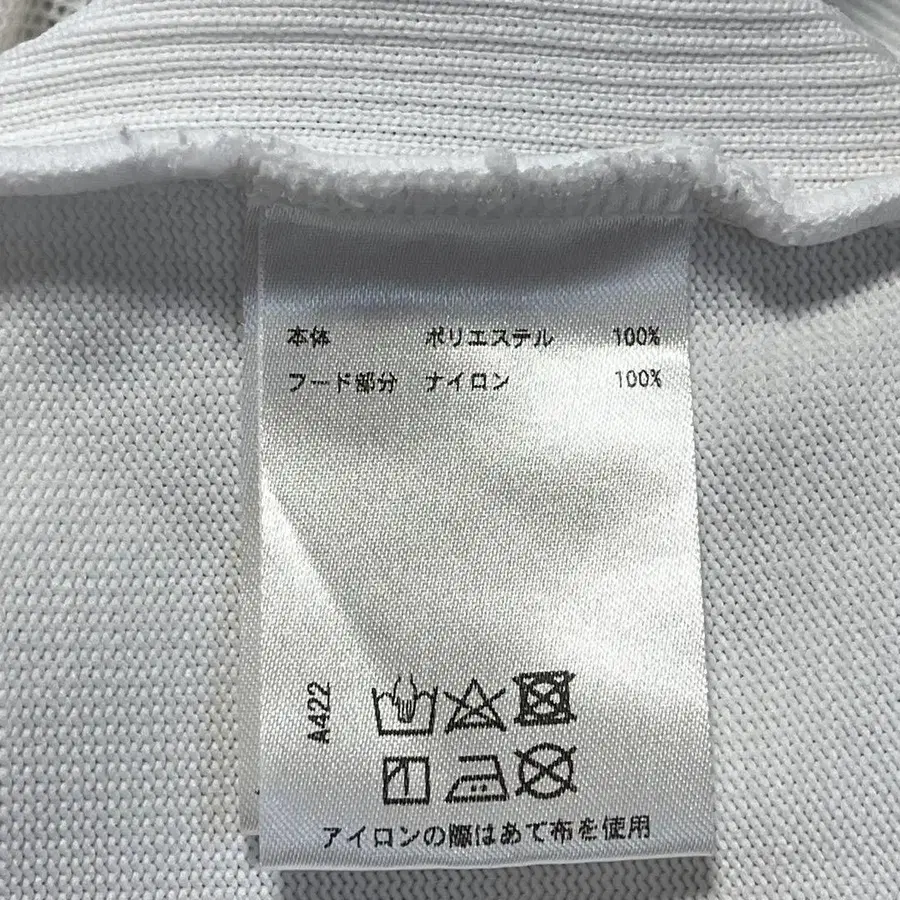 本体 ポリエステル 100%
フード部分 ナイロン 100%
A422
アイロンの際はあて布を使用